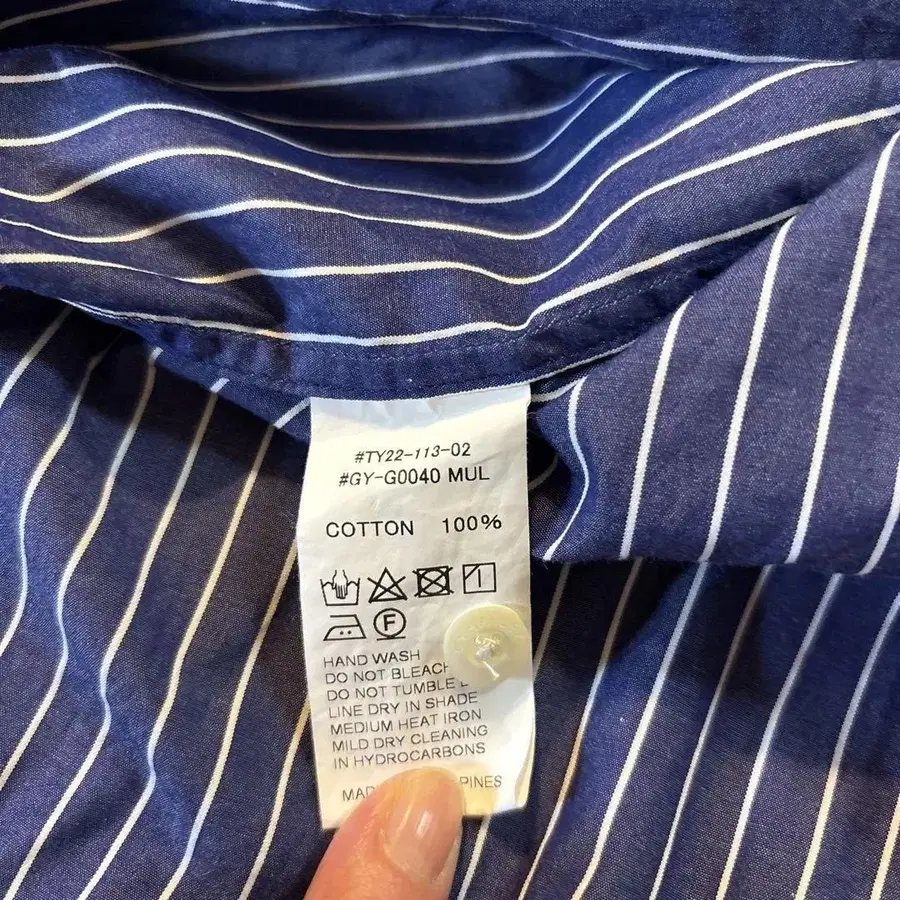 #TY22-113-02
#GY-G0040 MUL
COTTON 100%
F
HAND WASH
DO NOT BLEACH
DO NOT TUMBLE
LINE DRY IN SHADE
MEDIUM HEAT IRON
MILD DRY CLEANING
IN HYDROCARBONS